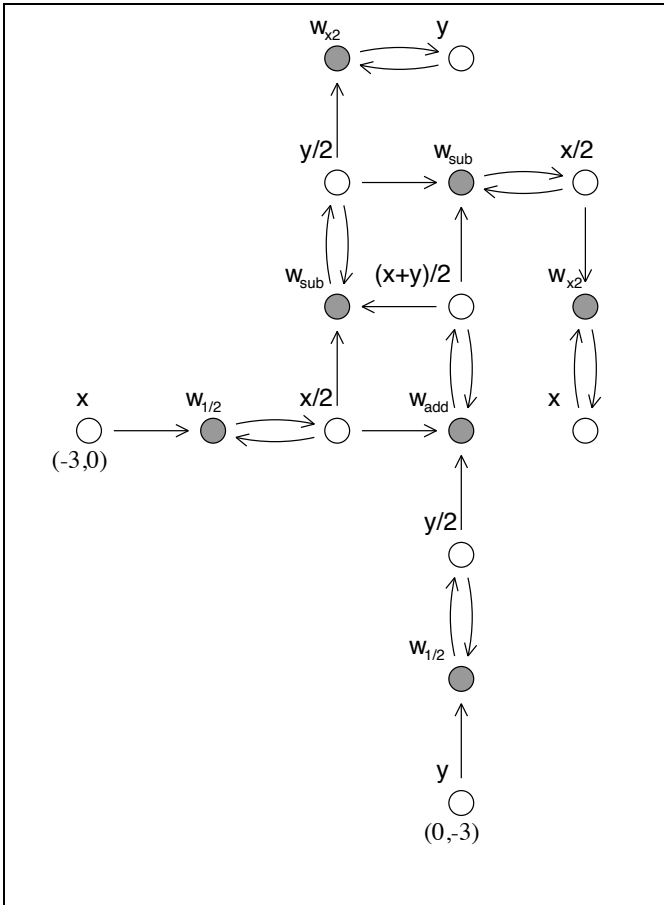 w_x2 y
y/2 w_sub x/2
w_sub (x+y)/2 w_x2
x w_1/2 x/2 w_add x
(-3,0)
y/2
w_1/2
y
(0,-3)